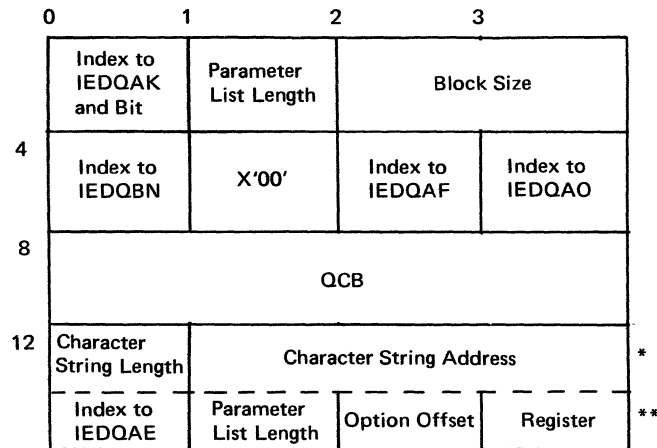 0 1 2 3
Index to
IEDQAK
and Bit
Parameter
List Length
Block Size
4
Index to
IEDQBN
X'00'
Index to
IEDQAF
Index to
IEDQAO
8
QCB
12
Character
String Length
Character String Address
*
Index to
IEDQAE
Parameter
List Length
Option Offset
Register
**